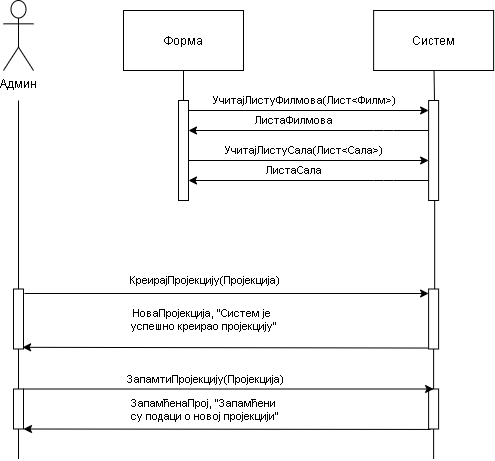 Форма
Систем
Админ
УчитајЛистуФилмова(Лист<Филм>)
ЛистаФилмова
УчитајЛистуСала(Лист<Сала>)
ЛистаСала
КреирајПројекцију(Пројекција)
НоваПројекција, "Систем је
успешно креирао пројекцију"
ЗапамтиПројекцију(Пројекција)
ЗапамћенаПрој, "Запамћени
су подаци о новој пројекцији"